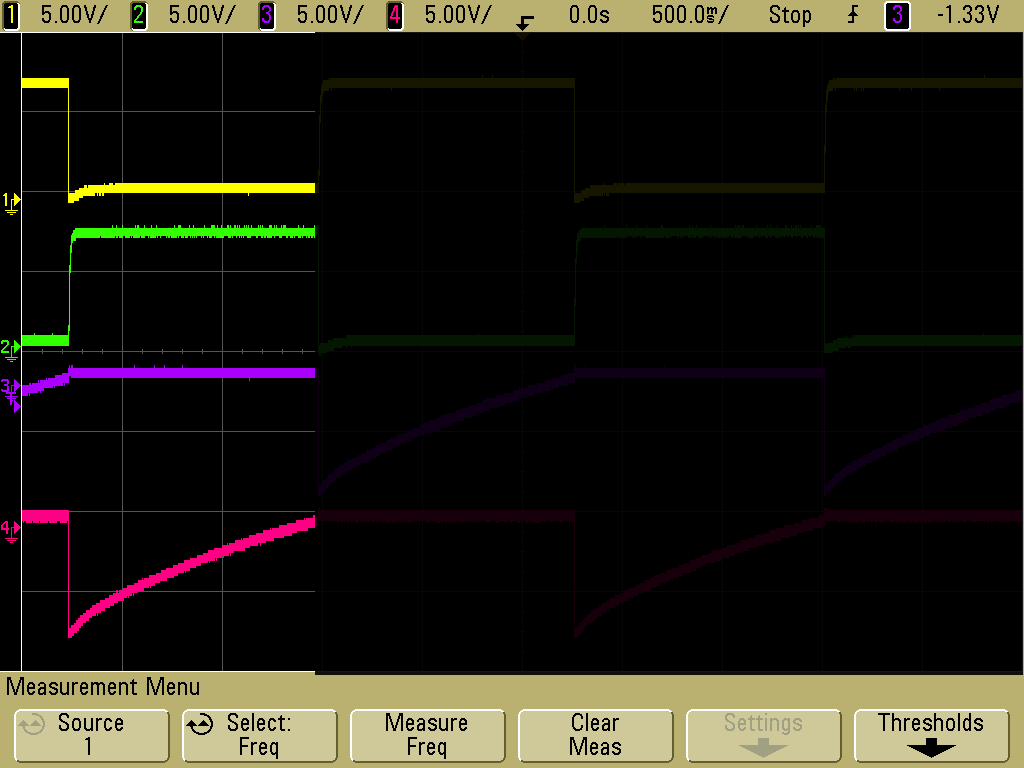 1 5.00V/ 2 5.00V/ 3 5.00V/ 4 5.00V/ 0.0s 500.0ms/ Stop 3 -1.33V
1
2
3
4
Measurement Menu
Source
1
Select:
Freq
Measure
Freq
Clear
Meas
Settings
Thresholds